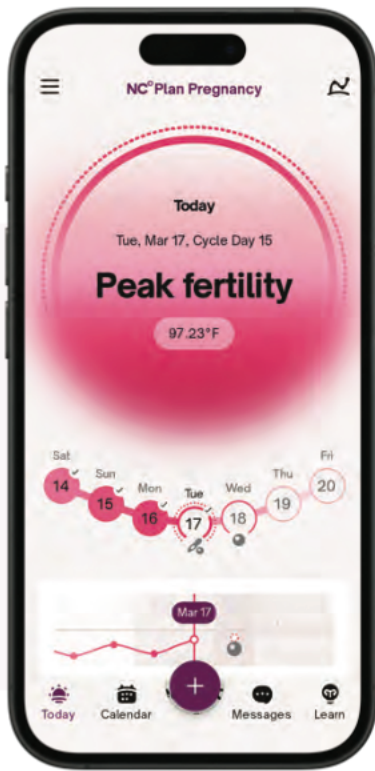 NC° Plan Pregnancy
Today
Tue, Mar 17, Cycle Day 15
Peak fertility
97.23°F
Sat Sun Mon Tue Wed Thu Fri
14 15 16 17 18 19 20
Mar 17
+
Today Calendar Messages Learn